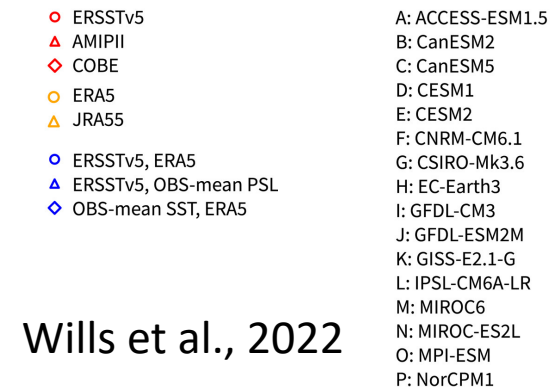 ERSSTv5
AMIPII
COBE
ERA5
JRA55
ERSSTv5, ERA5
ERSSTv5, OBS-mean PSL
OBS-mean SST, ERA5
Wills et al., 2022
A: ACCESS-ESM1.5
B: CanESM2
C: CanESM5
D: CESM1
E: CESM2
F: CNRM-CM6.1
G: CSIRO-Mk3.6
H: EC-Earth3
I: GFDL-CM3
J: GFDL-ESM2M
K: GISS-E2.1-G
L: IPSL-CM6A-LR
M: MIROC6
N: MIROC-ES2L
O: MPI-ESM
P: NorCPM1